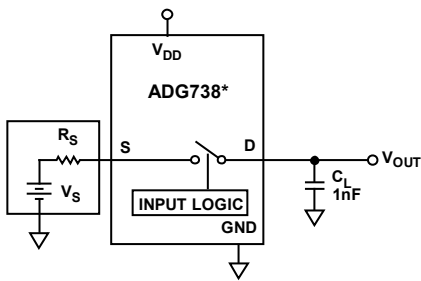 VDD
ADG738*
RS
S
D
VOUT
VS
CL
1nF
INPUT LOGIC
GND